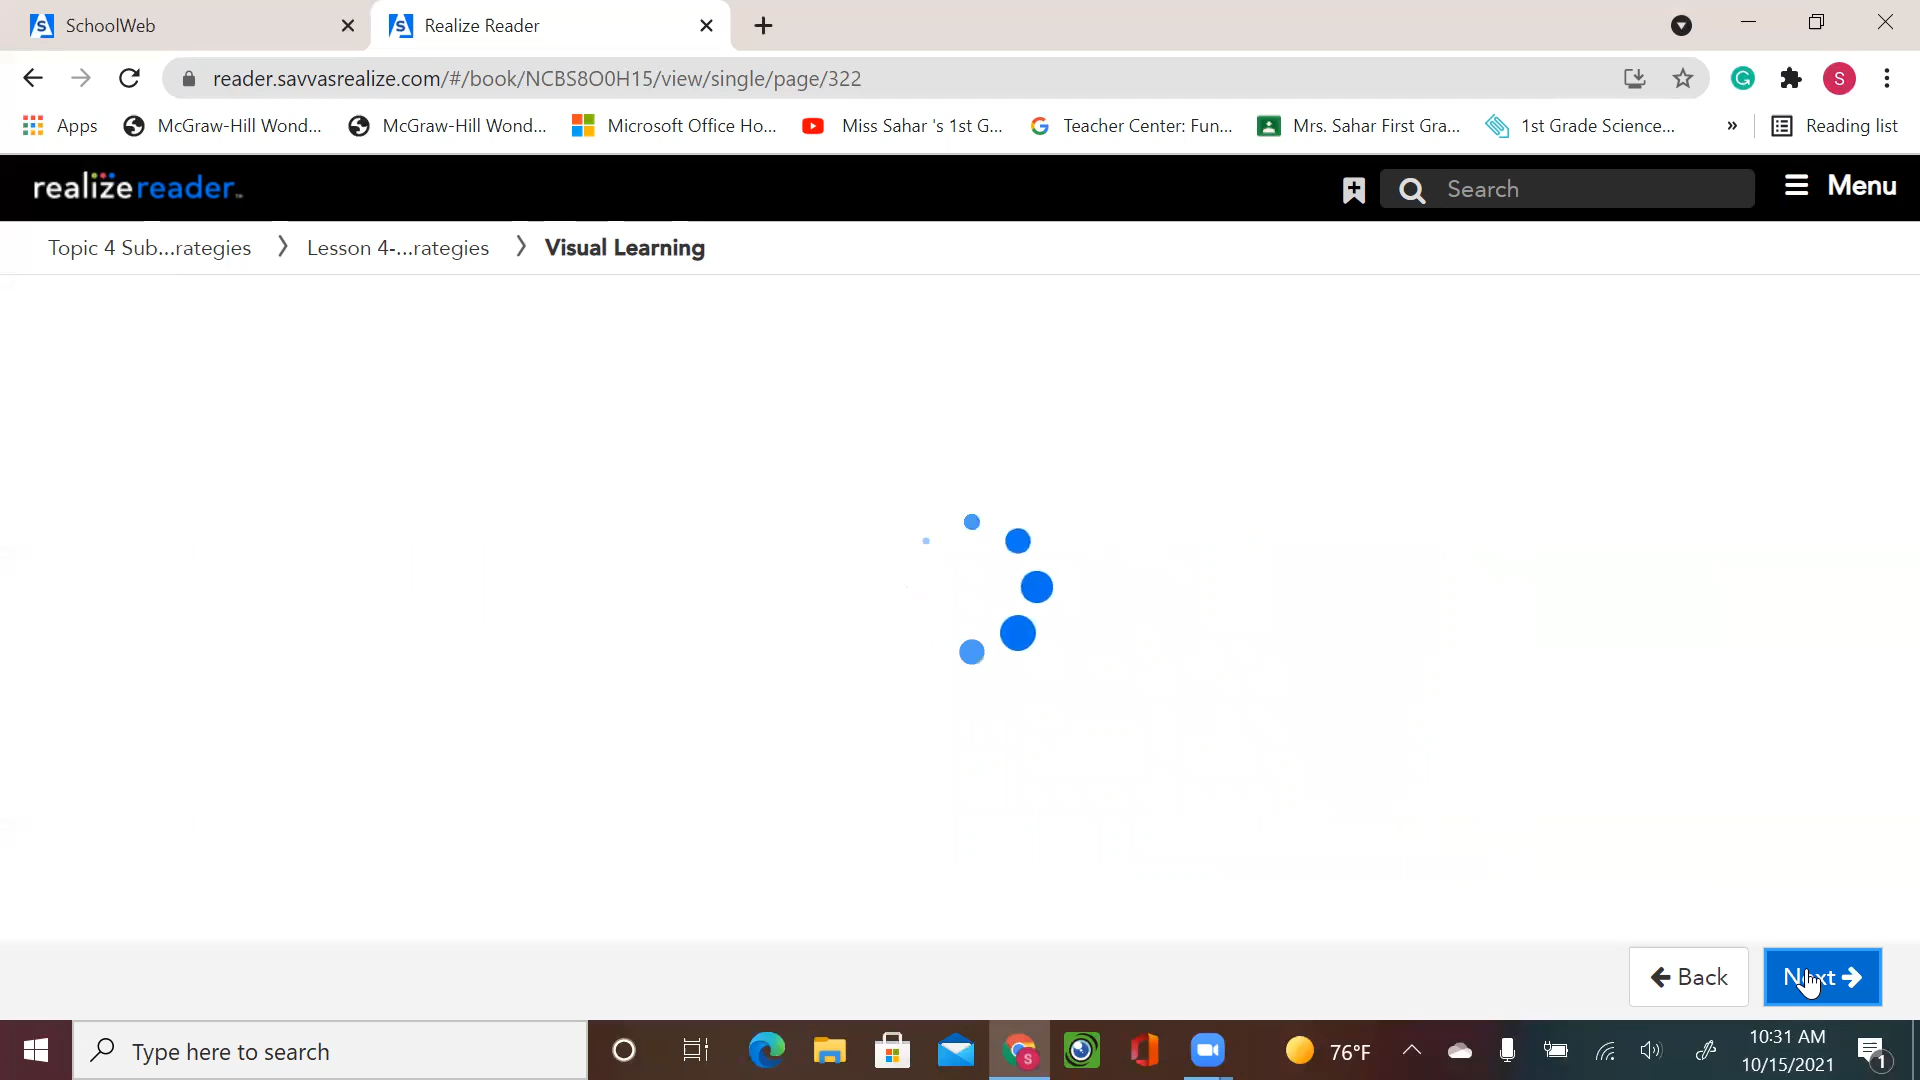 SchoolWeb
Realize Reader
reader.savvasrealize.com/#/book/NCBS8O0H15/view/single/page/322
S
Apps
McGraw-Hill Wond...
McGraw-Hill Wond...
Microsoft Office Ho...
Miss Sahar 's 1st G...
Teacher Center: Fun...
Mrs. Sahar First Gra...
1st Grade Science...
»
Reading list
realizereader™
Search
Menu
Topic 4 Sub...rategies
Lesson 4-...rategies
Visual Learning
Back
Next
Type here to search
76°F
10:31 AM
10/15/2021
1